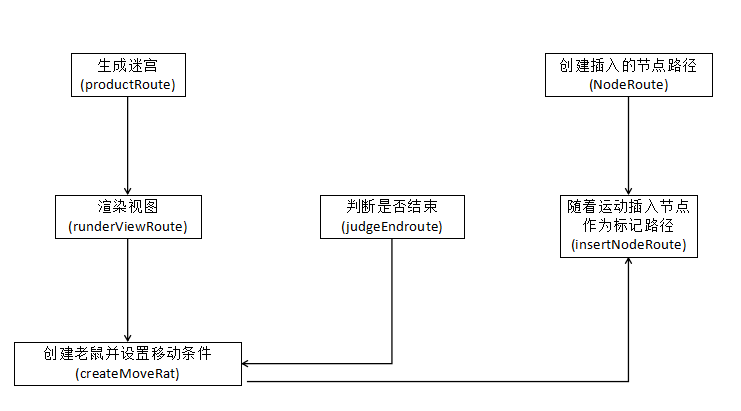 生成迷宫
(productRoute)
创建插入的节点路径
(NodeRoute)
渲染视图
(runderViewRoute)
判断是否结束
(judgeEndroute)
随着运动插入节点
作为标记路径
(insertNodeRoute)
创建老鼠并设置移动条件
(createMoveRat)